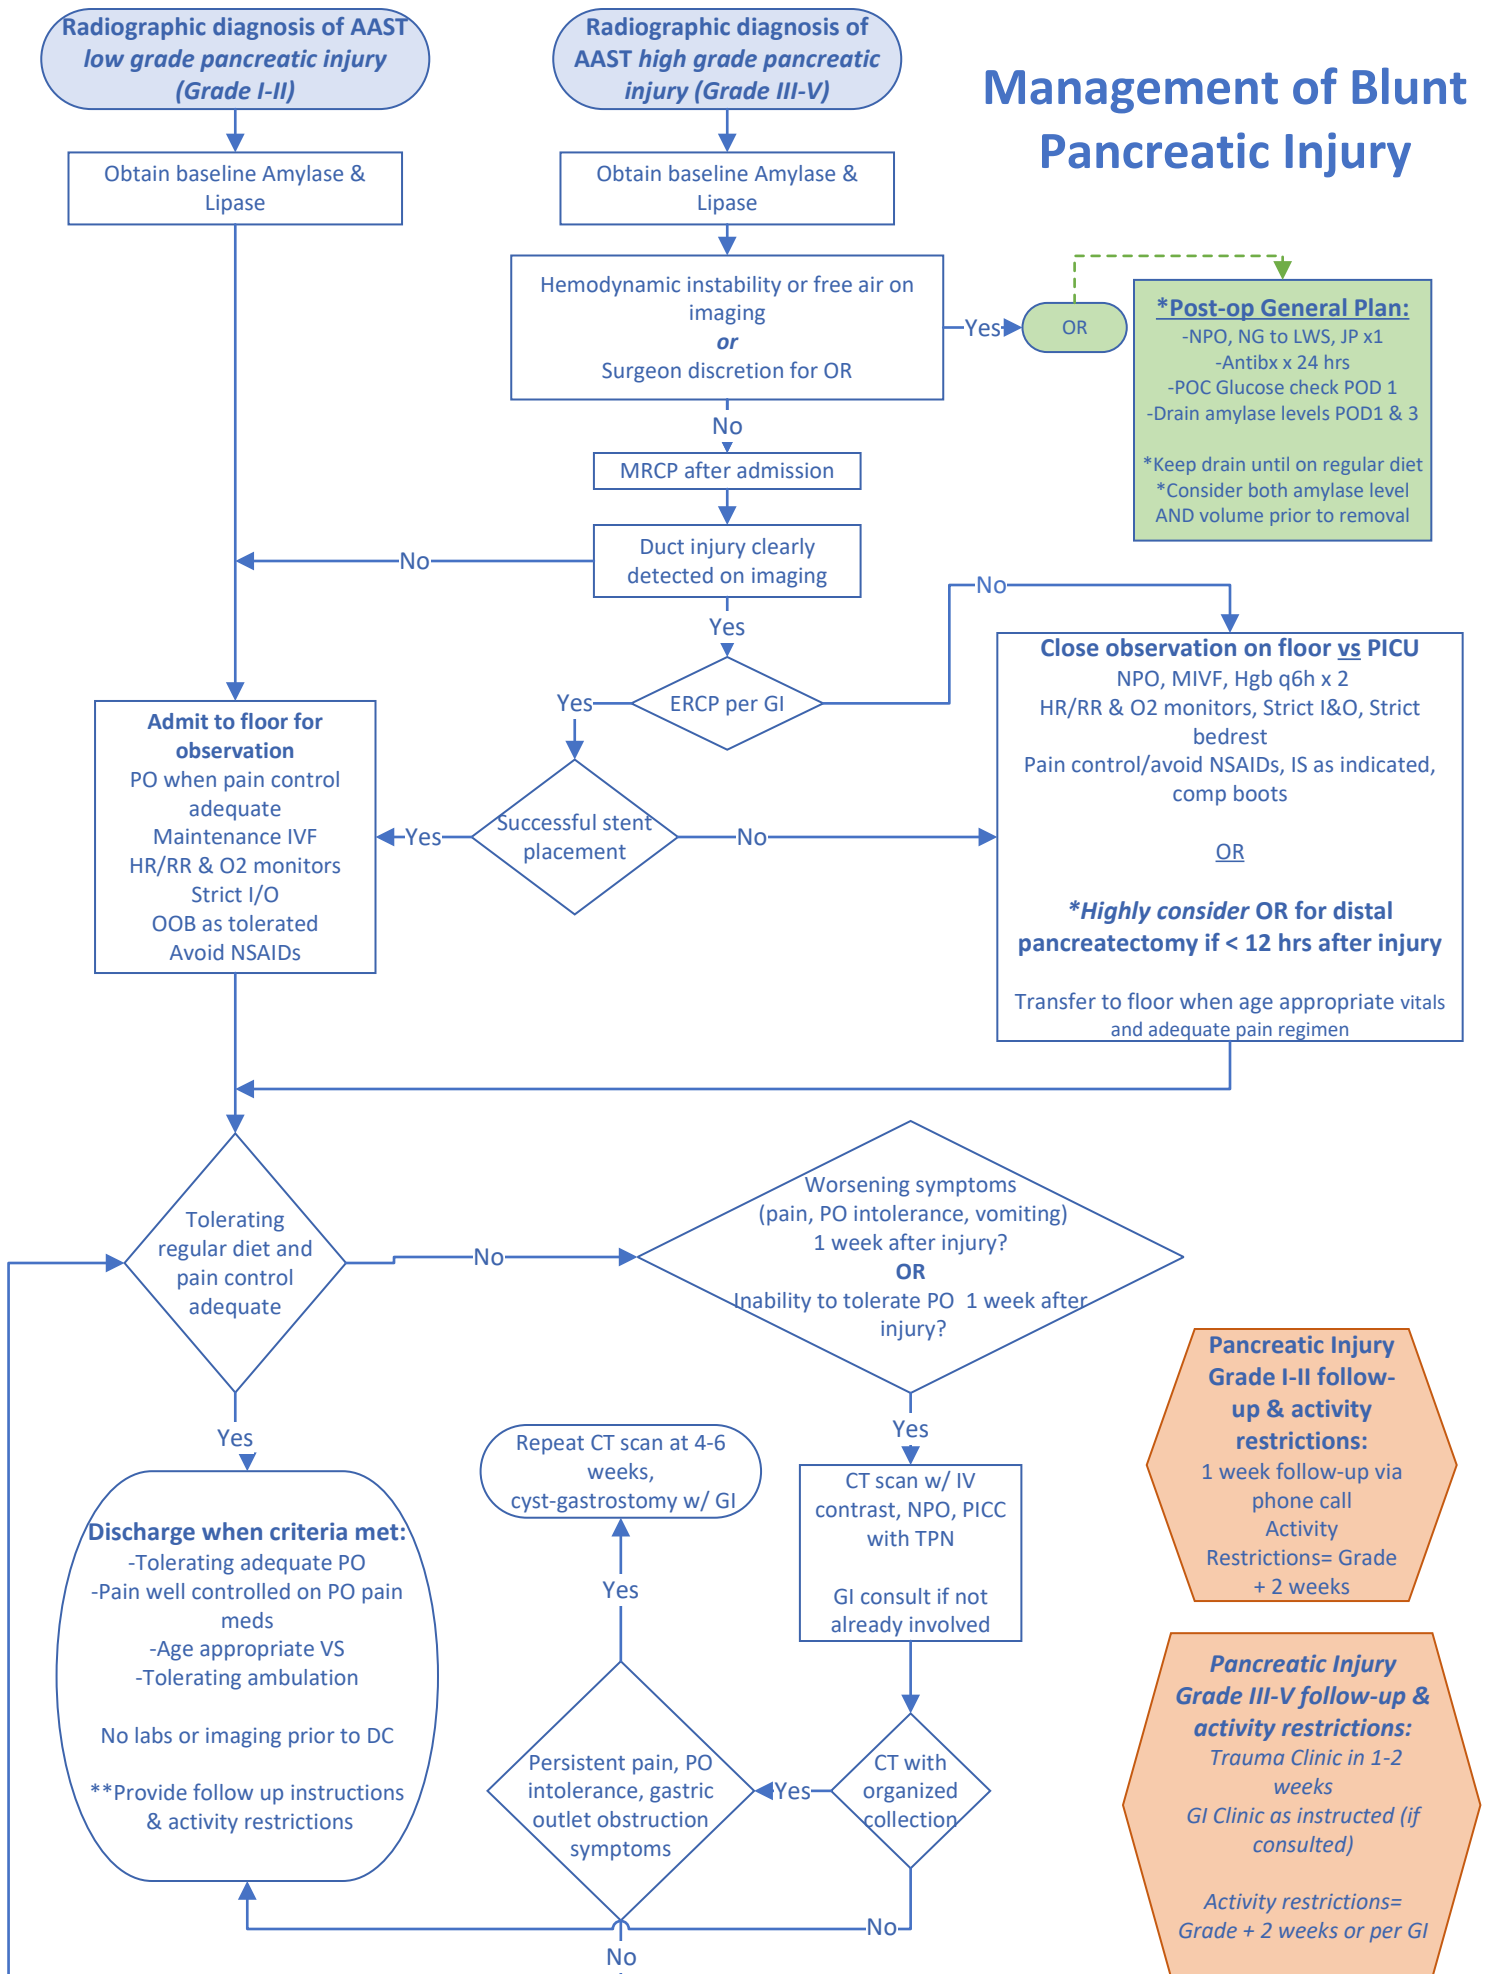 Radiographic diagnosis of AAST
low grade pancreatic injury
(Grade I-II)
Radiographic diagnosis of
AAST high grade pancreatic
injury (Grade III-V)
Management of Blunt
Pancreatic Injury
Obtain baseline Amylase &
Lipase
Obtain baseline Amylase &
Lipase
Hemodynamic instability or free air on
imaging
or
Surgeon discretion for OR
Yes
OR
*Post-op General Plan:
-NPO, NG to LWS, JP x1
-Antibx x 24 hrs
-POC Glucose check POD 1
-Drain amylase levels POD1 & 3
*Keep drain until on regular diet
*Consider both amylase level
AND volume prior to removal
No
MRCP after admission
Duct injury clearly
detected on imaging
No
No
Yes
ERCP per GI
Yes
Close observation on floor vs PICU
NPO, MIVF, Hgb q6h x 2
HR/RR & O2 monitors, Strict I&O, Strict
bedrest
Pain control/avoid NSAIDs, IS as indicated,
comp boots
OR
*Highly consider OR for distal
pancreatectomy if < 12 hrs after injury
Transfer to floor when age appropriate vitals
and adequate pain regimen
Admit to floor for
observation
PO when pain control
adequate
Maintenance IVF
HR/RR & O2 monitors
Strict I/O
OOB as tolerated
Avoid NSAIDs
Yes
Successful stent
placement
No
Tolerating
regular diet and
pain control
adequate
No
Worsening symptoms
(pain, PO intolerance, vomiting)
1 week after injury?
OR
Inability to tolerate PO 1 week after
injury?
Yes
Yes
Discharge when criteria met:
-Tolerating adequate PO
-Pain well controlled on PO pain
meds
-Age appropriate VS
-Tolerating ambulation
No labs or imaging prior to DC
**Provide follow up instructions
& activity restrictions
Repeat CT scan at 4-6
weeks,
cyst-gastrostomy w/ GI
Yes
CT scan w/ IV
contrast, NPO, PICC
with TPN
GI consult if not
already involved
Persistent pain, PO
intolerance, gastric
outlet obstruction
symptoms
Yes
CT with
organized
collection
No
No
Pancreatic Injury
Grade I-II follow-
up & activity
restrictions:
1 week follow-up via
phone call
Activity
Restrictions= Grade
+ 2 weeks
Pancreatic Injury
Grade III-V follow-up &
activity restrictions:
Trauma Clinic in 1-2
weeks
GI Clinic as instructed (if
consulted)
Activity restrictions=
Grade + 2 weeks or per GI